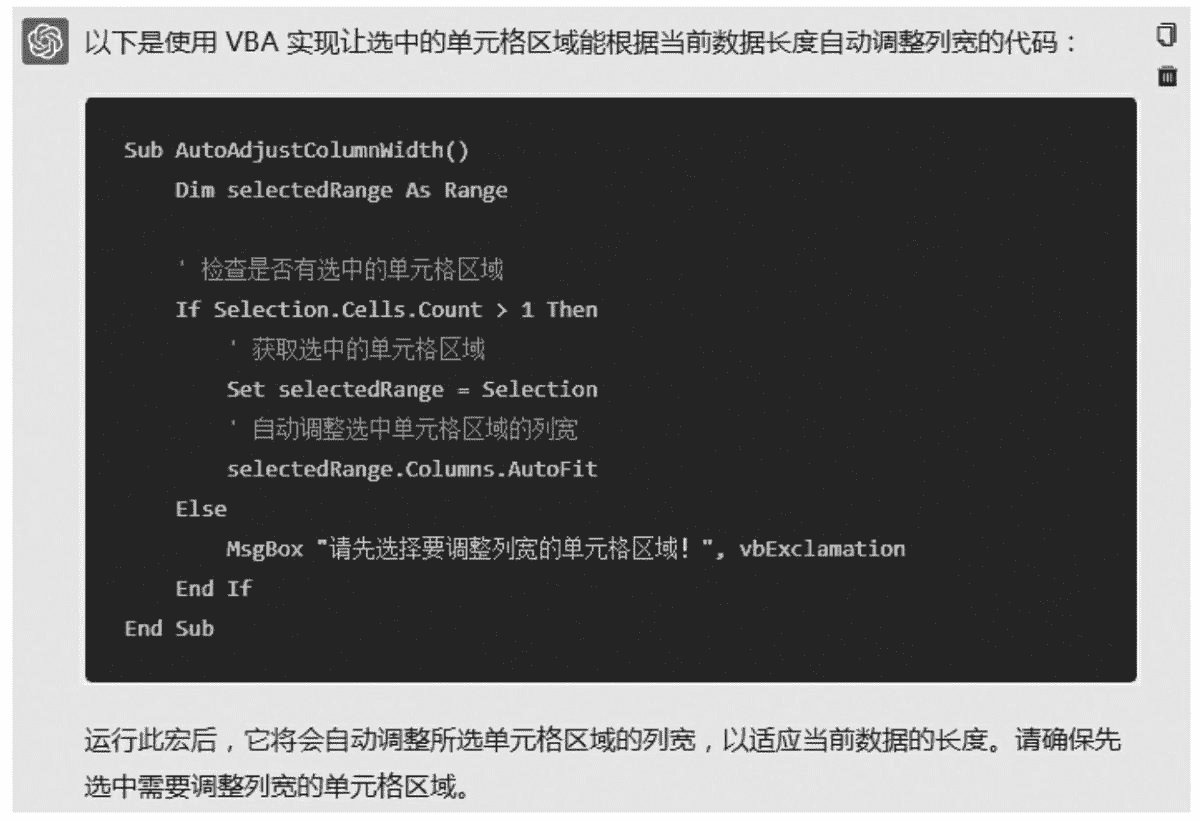 以下是使用 VBA 实现让选中的单元格区域能根据当前数据长度自动调整列宽的代码：
Sub AutoAdjustColumnWidth()
    Dim selectedRange As Range
    ' 检查是否有选中的单元格区域
    If Selection.Cells.Count > 1 Then
        ' 获取选中的单元格区域
        Set selectedRange = Selection
        ' 自动调整选中单元格区域的列宽
        selectedRange.Columns.AutoFit
    Else
        MsgBox "请先选择要调整列宽的单元格区域！", vbExclamation
    End If
End Sub
运行此宏后，它将会自动调整所选单元格区域的列宽，以适应当前数据的长度。请确保先
选中需要调整列宽的单元格区域。